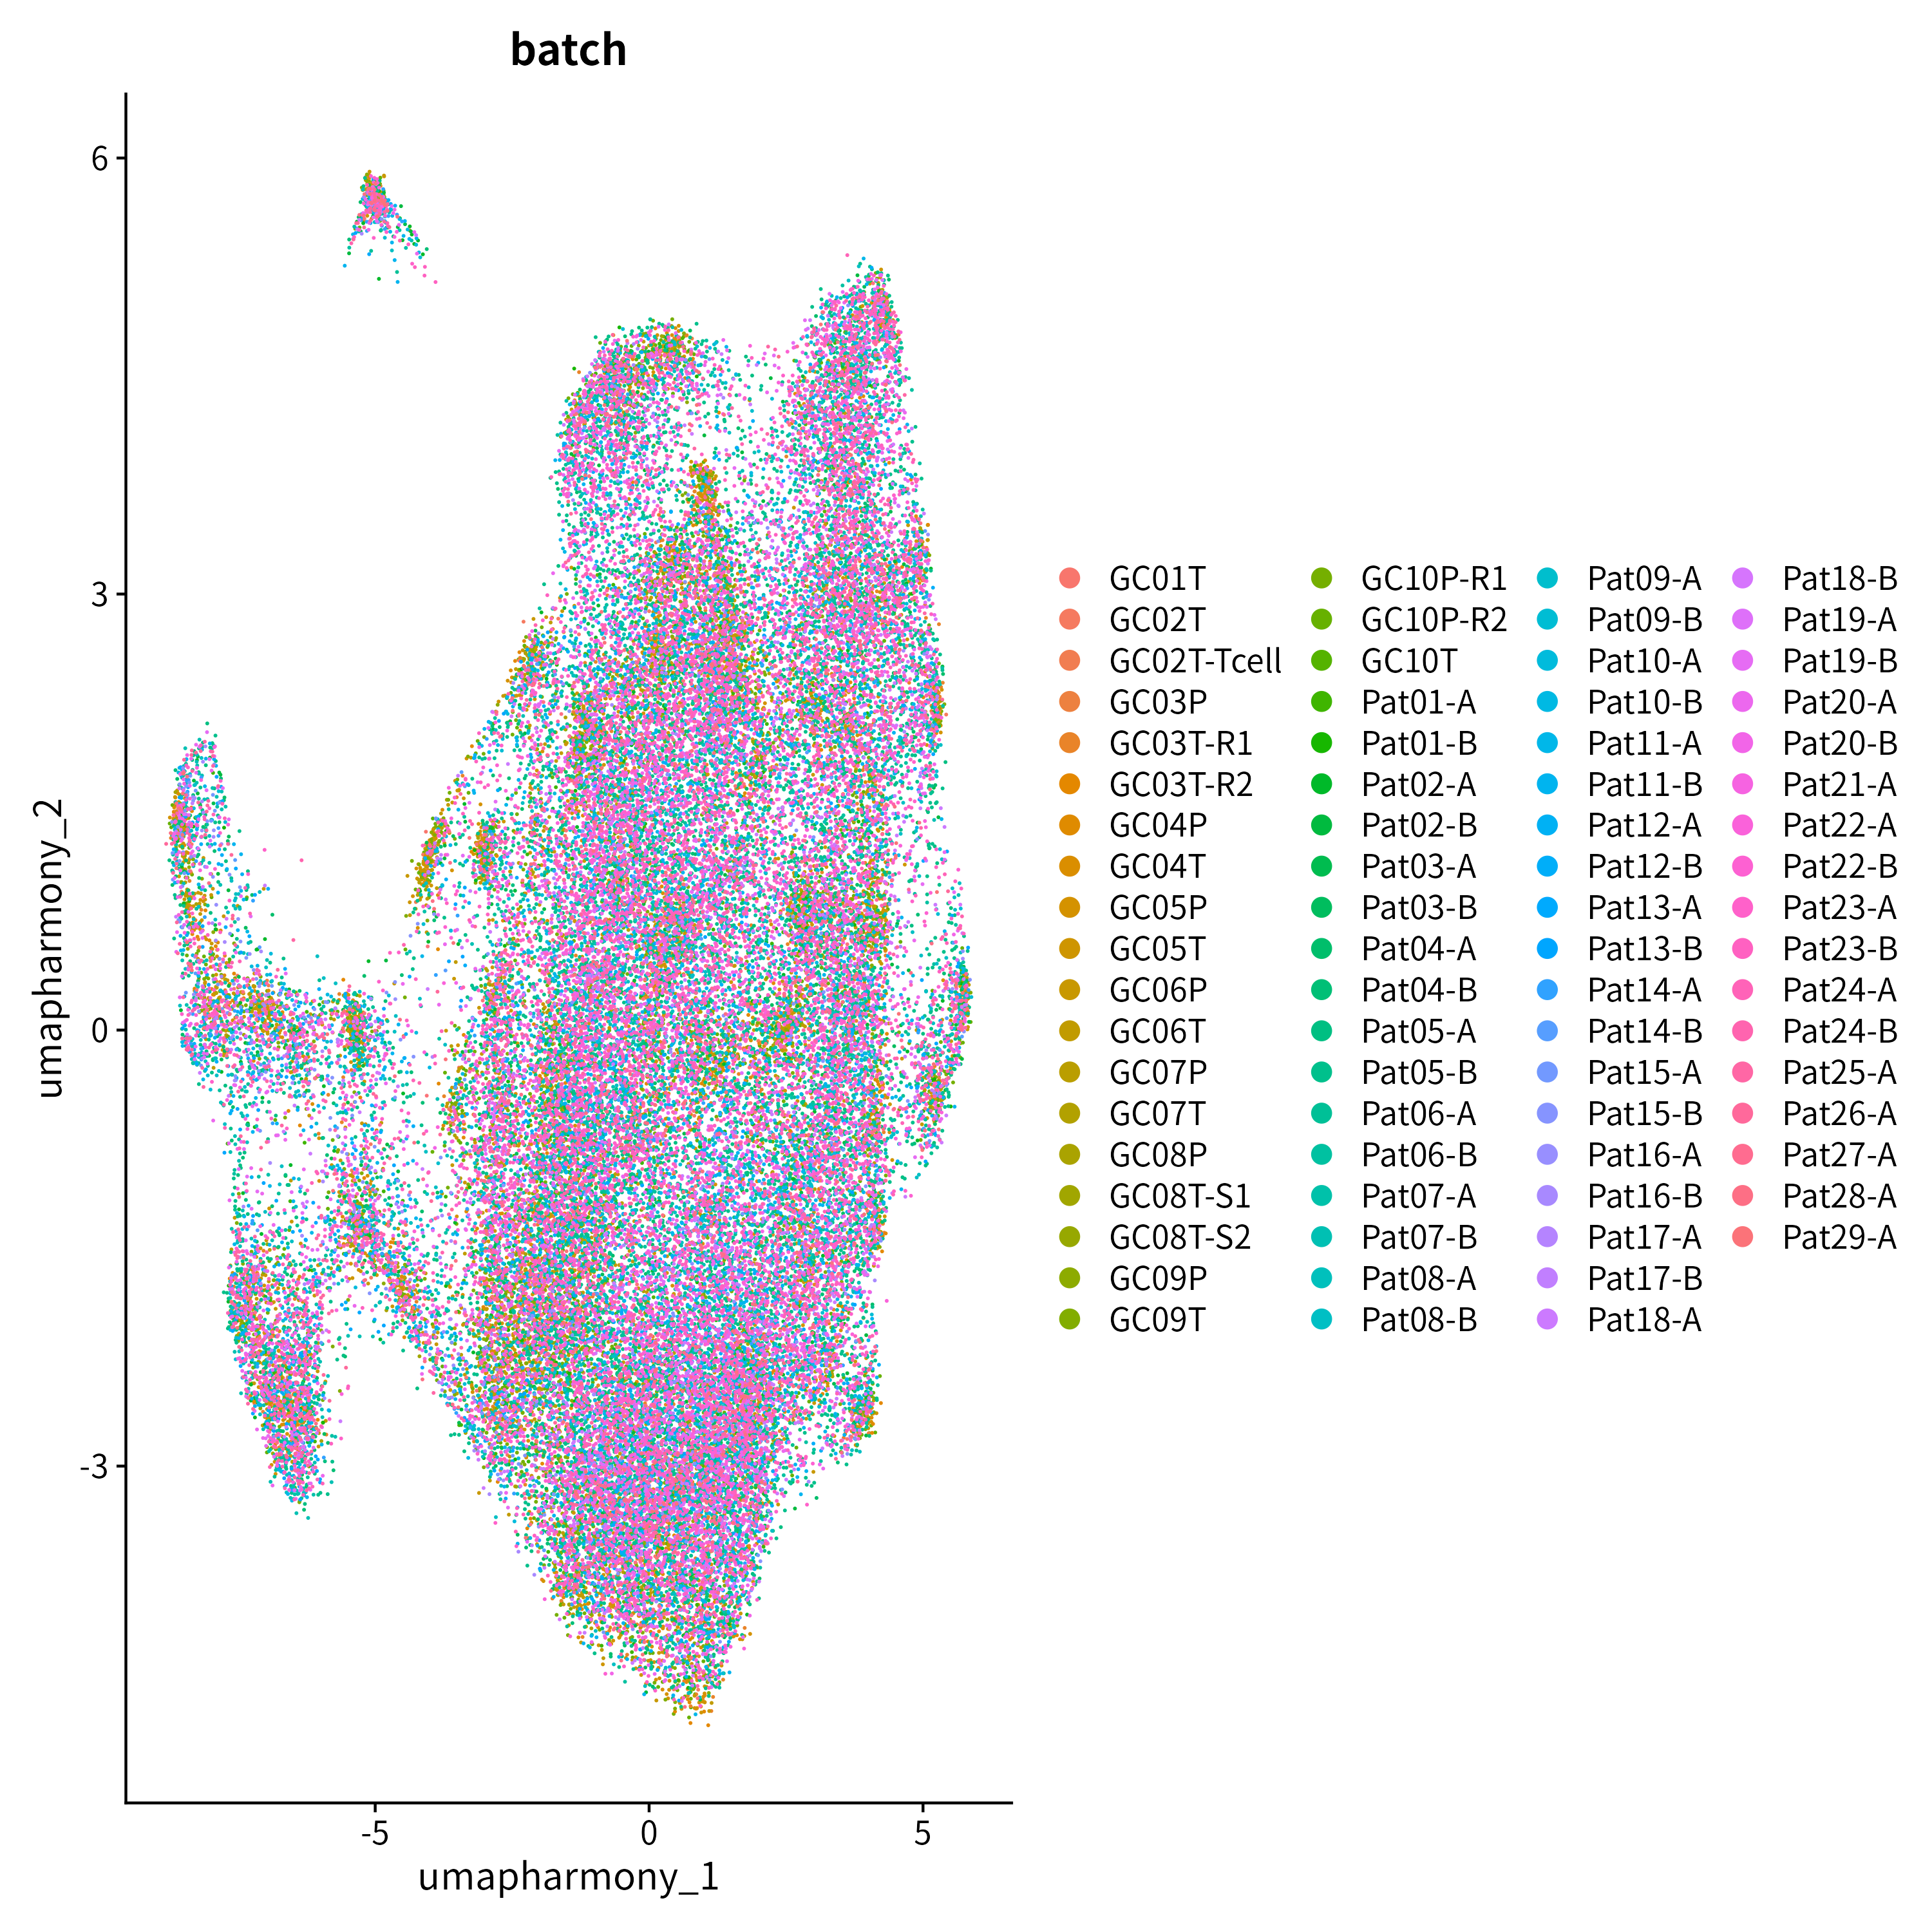 batch
6
3
0
-3
umapharmony_2
-5
0
5
umapharmony_1
GC01T
GC02T
GC02T-Tcell
GC03P
GC03T-R1
GC03T-R2
GC04P
GC04T
GC05P
GC05T
GC06P
GC06T
GC07P
GC07T
GC08P
GC08T-S1
GC08T-S2
GC09P
GC09T
GC10P-R1
GC10P-R2
GC10T
Pat01-A
Pat01-B
Pat02-A
Pat02-B
Pat03-A
Pat03-B
Pat04-A
Pat04-B
Pat05-A
Pat05-B
Pat06-A
Pat06-B
Pat07-A
Pat07-B
Pat08-A
Pat08-B
Pat09-A
Pat09-B
Pat10-A
Pat10-B
Pat11-A
Pat11-B
Pat12-A
Pat12-B
Pat13-A
Pat13-B
Pat14-A
Pat14-B
Pat15-A
Pat15-B
Pat16-A
Pat16-B
Pat17-A
Pat17-B
Pat18-A
Pat18-B
Pat19-A
Pat19-B
Pat20-A
Pat20-B
Pat21-A
Pat22-A
Pat22-B
Pat23-A
Pat23-B
Pat24-A
Pat24-B
Pat25-A
Pat26-A
Pat27-A
Pat28-A
Pat29-A